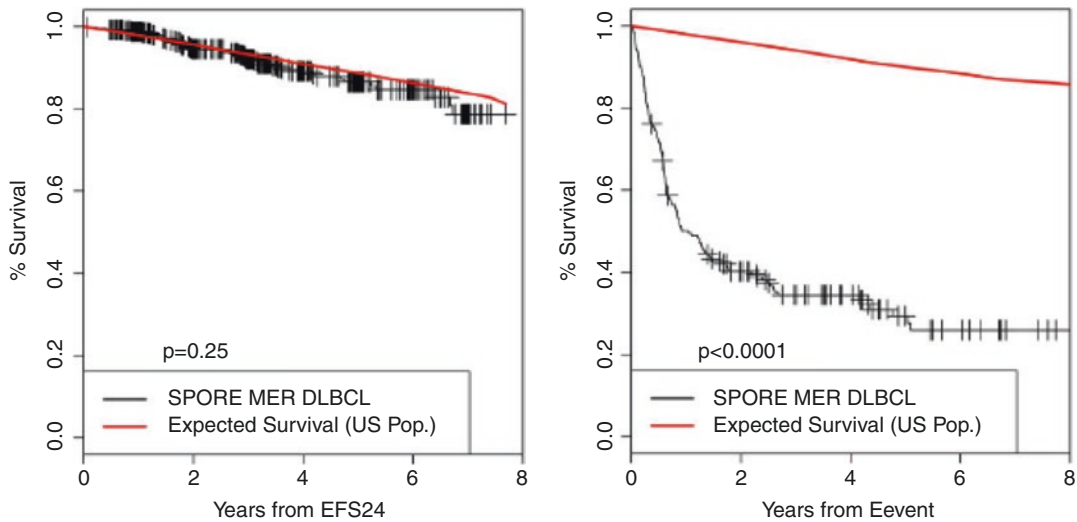 % Survival
1.0
0.8
0.6
0.4
0.2
0.0
p=0.25
SPORE MER DLBCL
Expected Survival (US Pop.)
0 2 4 6 8
Years from EFS24
% Survival
1.0
0.8
0.6
0.4
0.2
0.0
p<0.0001
SPORE MER DLBCL
Expected Survival (US Pop.)
0 2 4 6 8
Years from Eevent